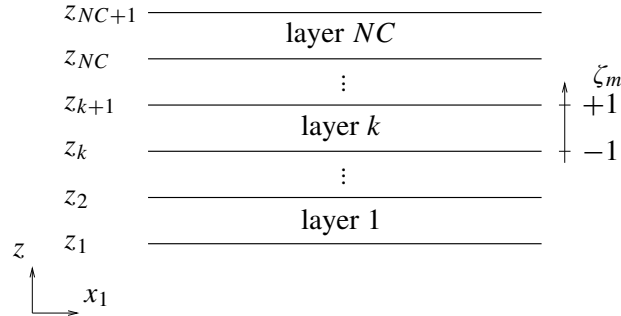 z_{NC+1}
layer NC
z_{NC}
⋮
ζ_m
z_{k+1}
+1
layer k
z_k
−1
⋮
z_2
layer 1
z_1
z
x_1